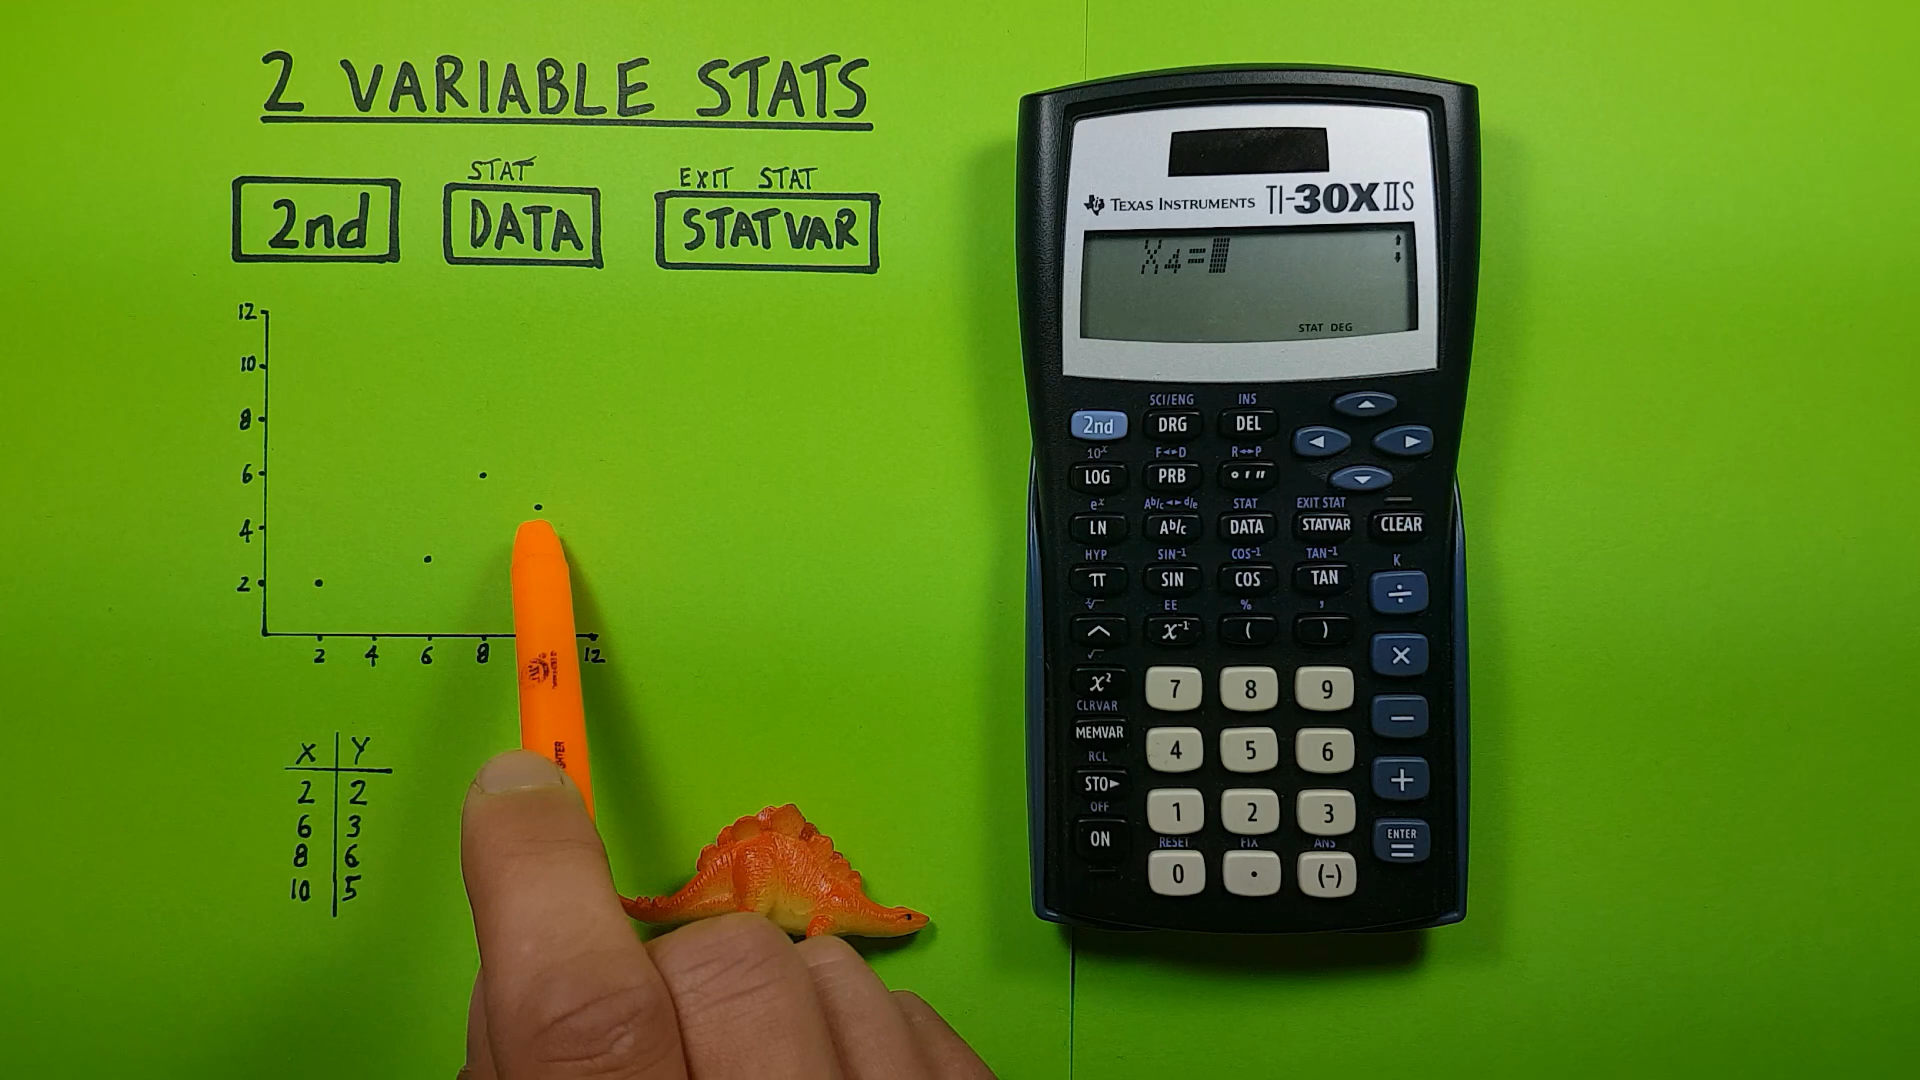 2 VARIABLE STATS
STAT
EXIT STAT
2nd DATA STATVAR
12
10
8
6
4
2
2 4 6 8 12
X Y
2 2
6 3
8 6
10 5
TEXAS INSTRUMENTS TI-30X IIS
X4=
STAT DEG
SCI/ENG INS
2nd DRG DEL
10ˣ F◄►D R◄►P
LOG PRB ° ' "
eˣ Ab/c◄►d/e STAT EXIT STAT
LN Ab/c DATA STATVAR CLEAR
HYP SIN⁻¹ COS⁻¹ TAN⁻¹ K
π SIN COS TAN ÷
ˣ√ EE % ,
^ x⁻¹ ( ) ×
√
x² 7 8 9 −
CLRVAR
MEMVAR 4 5 6 +
RCL
STO► 1 2 3
OFF
ON RESET FIX ANS ENTER =
0 . (-)